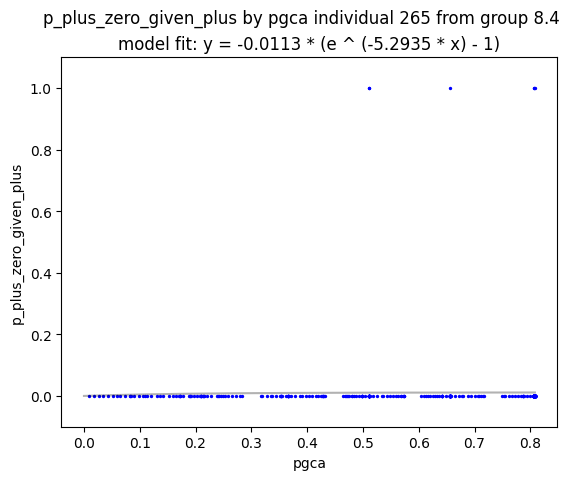 p_plus_zero_given_plus by pgca individual 265 from group 8.4
model fit: y = -0.0113 * (e ^ (-5.2935 * x) - 1)
1.0
0.8
0.6
0.4
0.2
0.0
p_plus_zero_given_plus
0.0 0.1 0.2 0.3 0.4 0.5 0.6 0.7 0.8
pgca